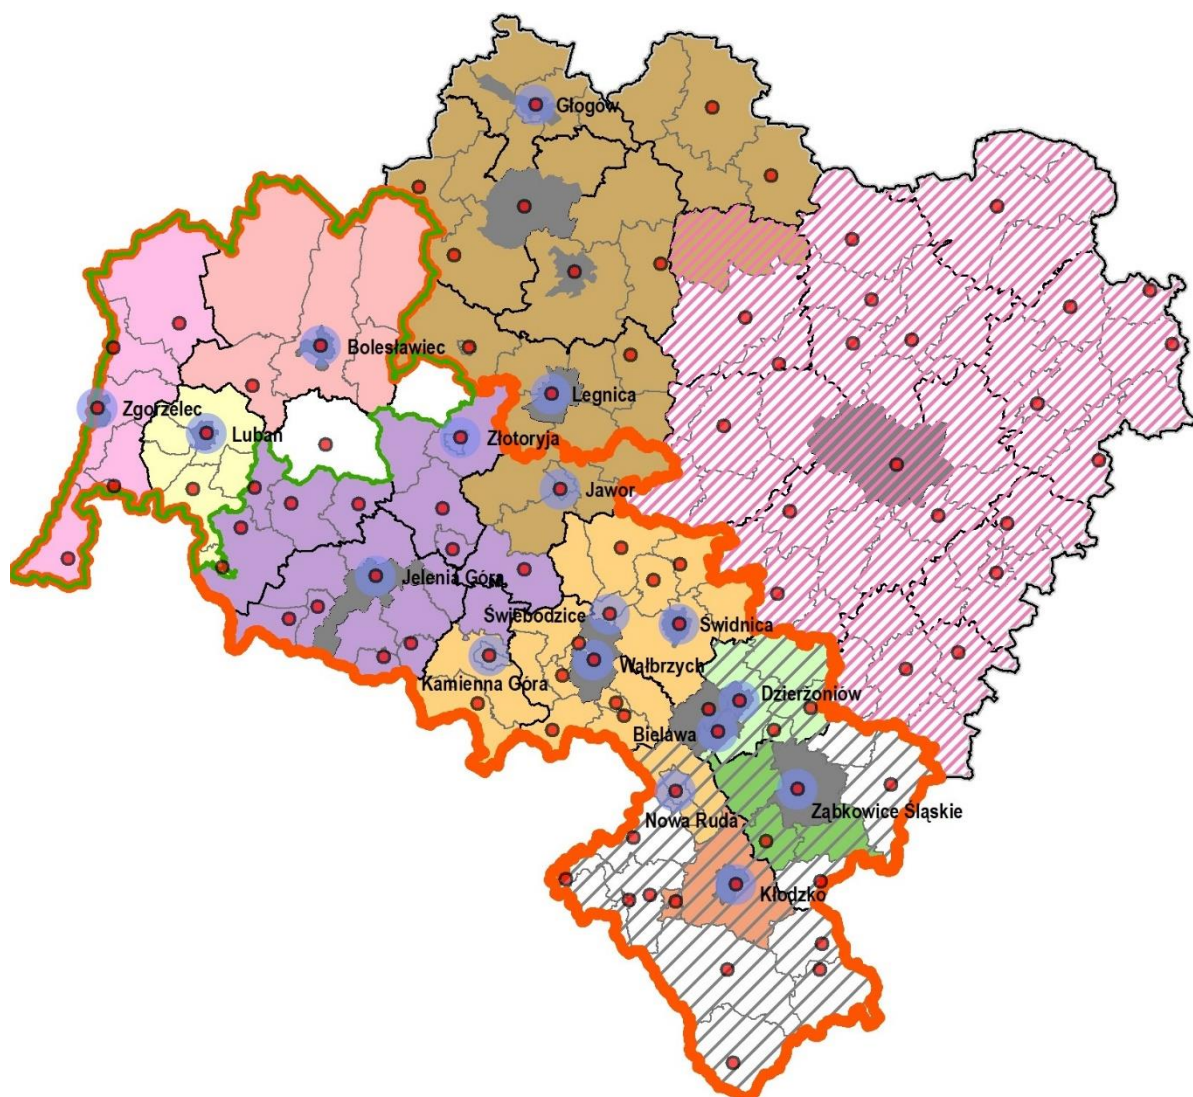 Głogów
Bolesławiec
Zgorzelec
Legnica
Lubań
Złotoryja
Jawor
Jelenia Góra
Świebodzice
Świdnica
Wałbrzych
Kamienna Góra
Dzierżoniów
Bielawa
Ząbkowice Śląskie
Nowa Ruda
Kłodzko